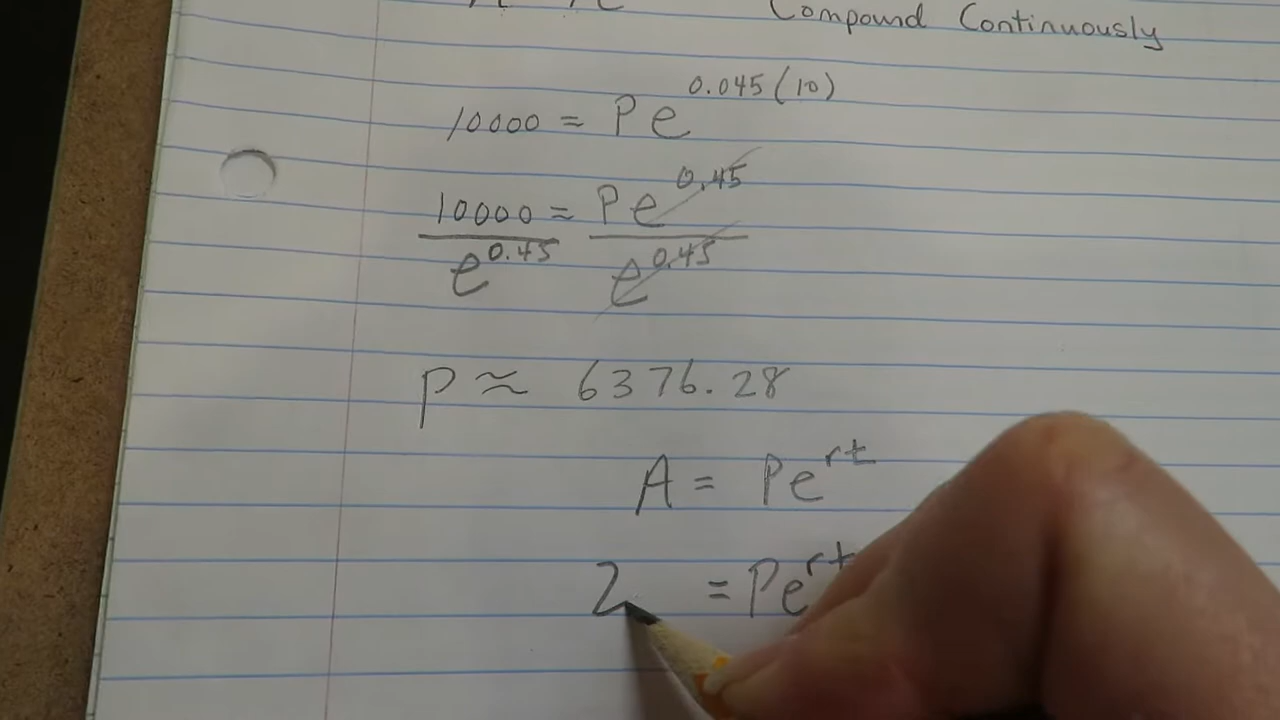 Compound Continuously
10000 = Pe^0.045(10)
10000 = Pe^0.45
e^0.45 e^0.45
P ≈ 6376.28
A = Pe^rt
2 = Pe^rt